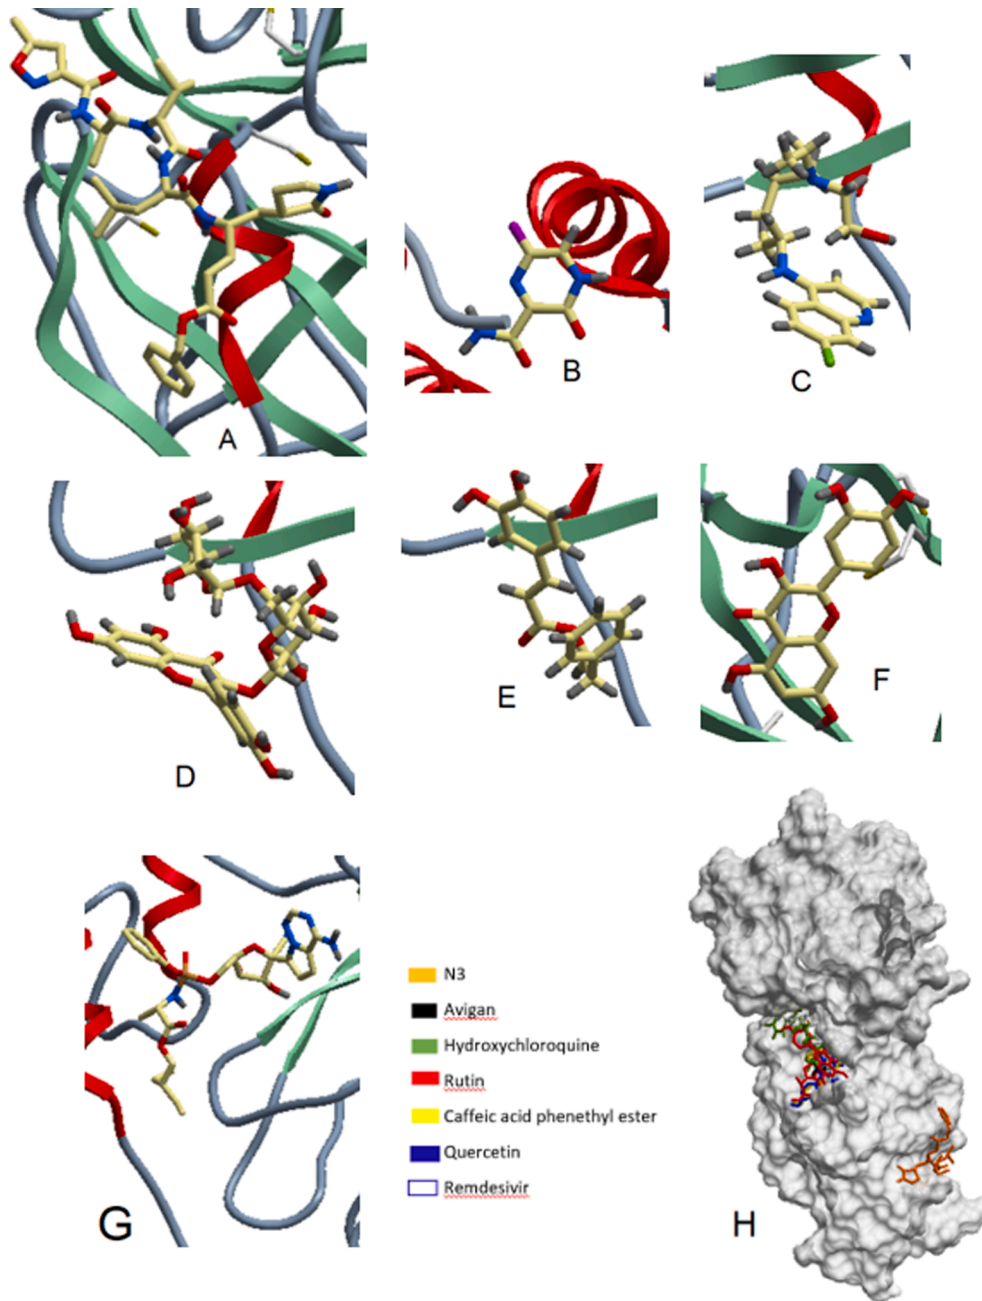 A
B
C
D
E
F
G
N3
Avigan
Hydroxychloroquine
Rutin
Caffeic acid phenethyl ester
Quercetin
Remdesivir
H